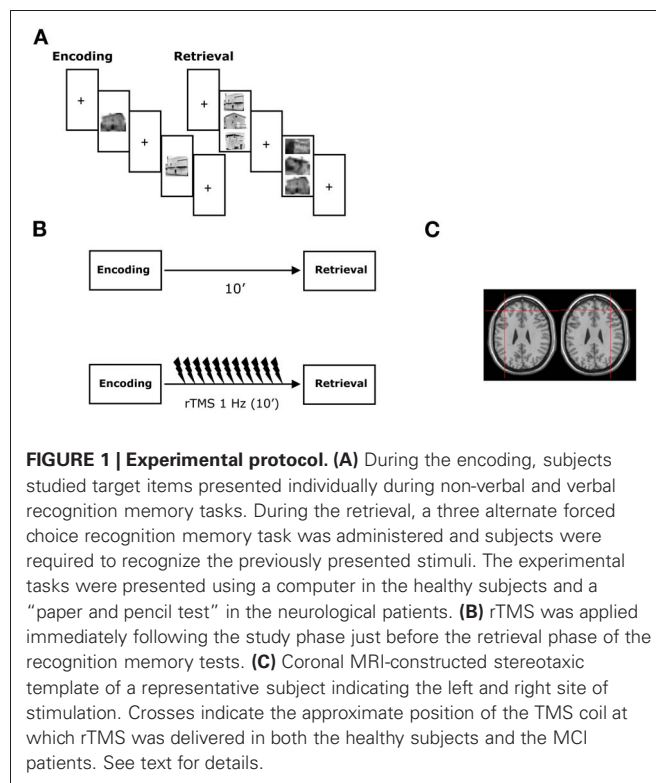 A
Encoding
Retrieval
+
+
+
+
+
+
B
C
Encoding
Retrieval
10’
Encoding
Retrieval
rTMS 1 Hz (10’)
FIGURE 1 | Experimental protocol. (A) During the encoding, subjects
studied target items presented individually during non-verbal and verbal
recognition memory tasks. During the retrieval, a three alternate forced
choice recognition memory task was administered and subjects were
required to recognize the previously presented stimuli. The experimental
tasks were presented using a computer in the healthy subjects and a
“paper and pencil test” in the neurological patients. (B) rTMS was applied
immediately following the study phase just before the retrieval phase of the
recognition memory tests. (C) Coronal MRI-constructed stereotaxic
template of a representative subject indicating the left and right site of
stimulation. Crosses indicate the approximate position of the TMS coil at
which rTMS was delivered in both the healthy subjects and the MCI
patients. See text for details.